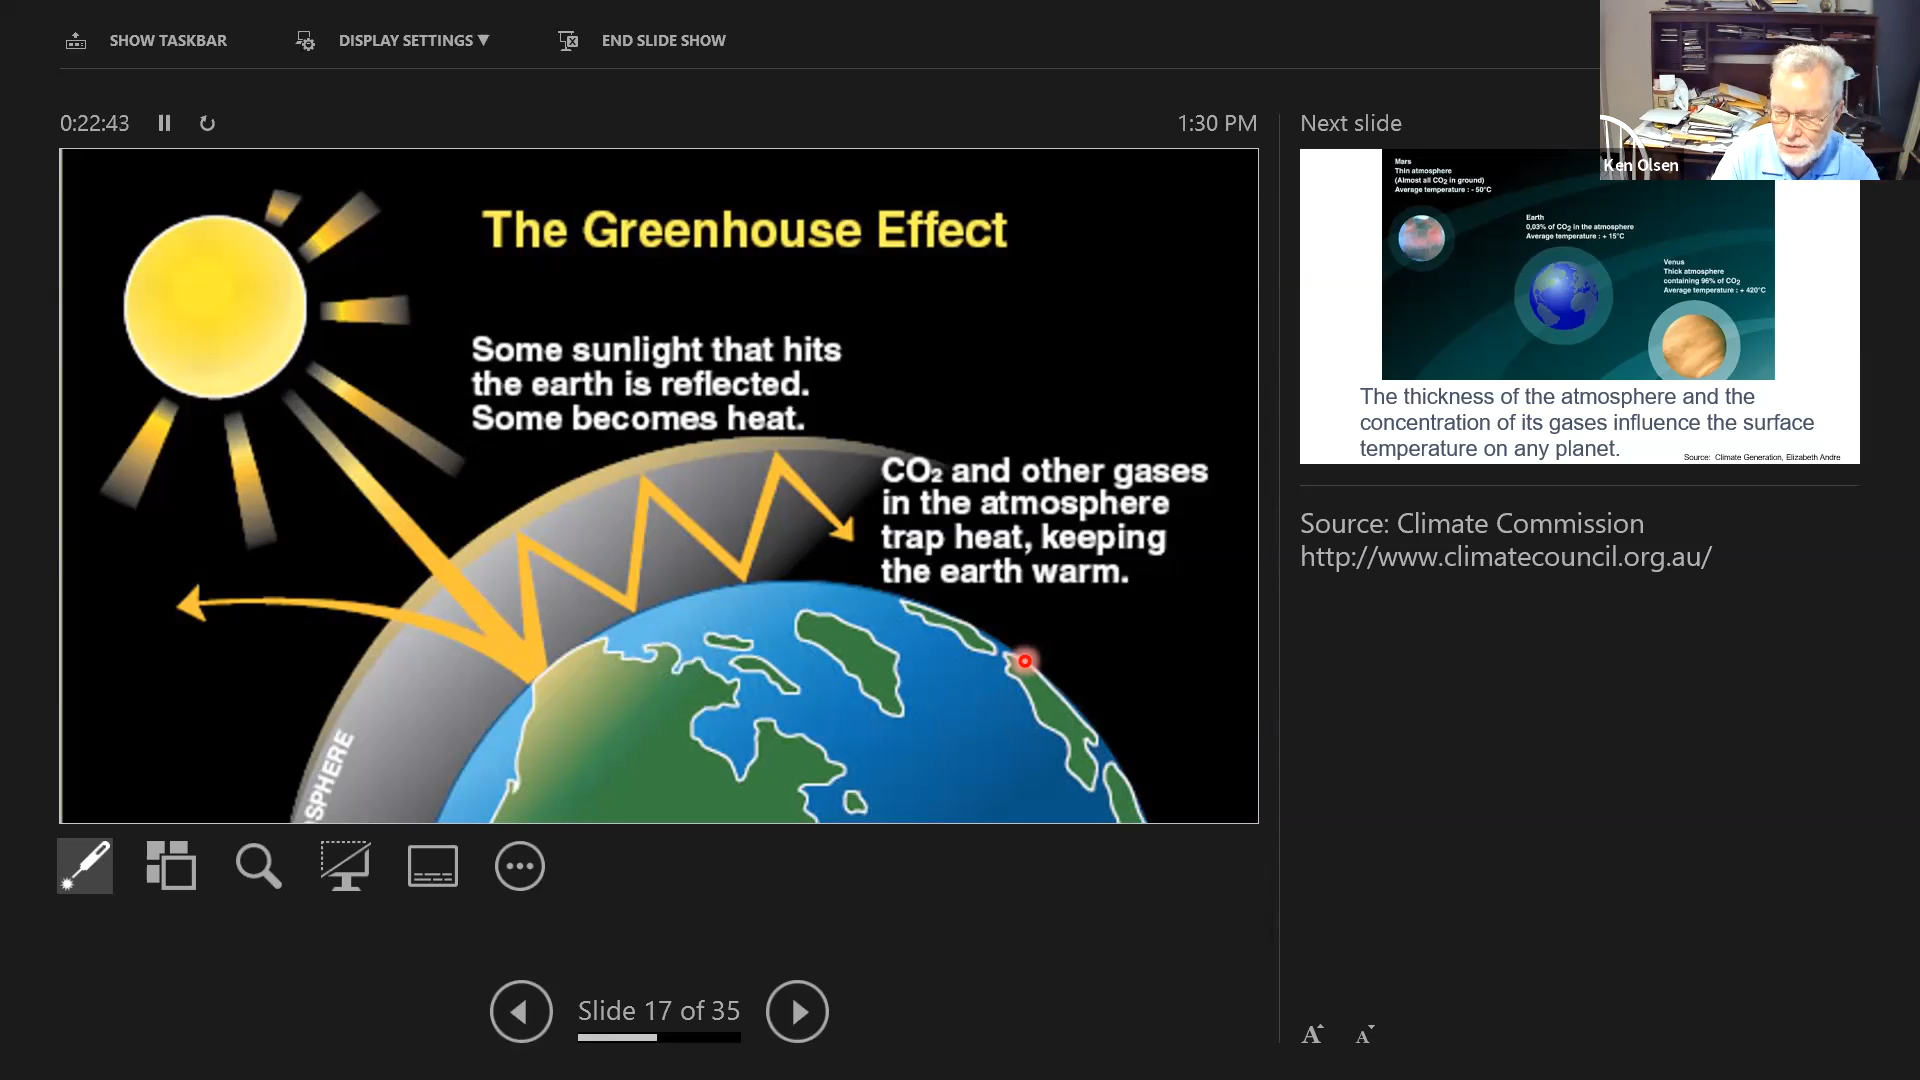 SHOW TASKBAR
DISPLAY SETTINGS ▼
END SLIDE SHOW
0:22:43
1:30 PM
Next slide
Ken Olsen
The Greenhouse Effect
Some sunlight that hits
the earth is reflected.
Some becomes heat.
CO₂ and other gases
in the atmosphere
trap heat, keeping
the earth warm.
OSPHERE
Mars
Thin atmosphere
(Almost all CO₂ in ground)
Average temperature : - 50°C
Earth
0,03% of CO₂ in the atmosphere
Average temperature : + 15°C
Venus
Thick atmosphere
containing 96% of CO₂
Average temperature : + 420°C
The thickness of the atmosphere and the
concentration of its gases influence the surface
temperature on any planet.
Source: Climate Generation, Elizabeth Andre
Source: Climate Commission
http://www.climatecouncil.org.au/
Slide 17 of 35
A A